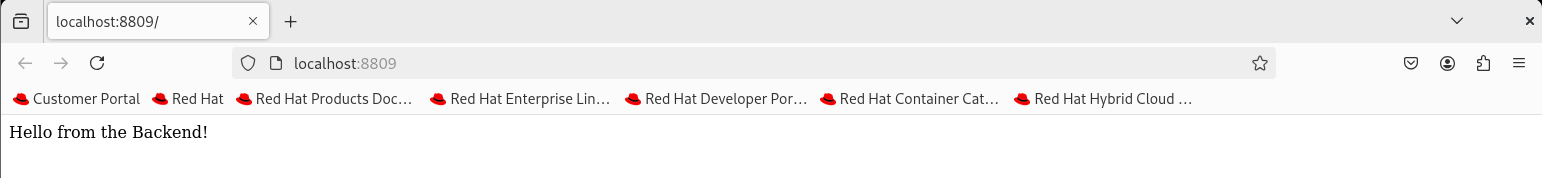 localhost:8809/
localhost:8809
Customer Portal Red Hat Red Hat Products Doc… Red Hat Enterprise Lin… Red Hat Developer Por… Red Hat Container Cat… Red Hat Hybrid Cloud …
Hello from the Backend!